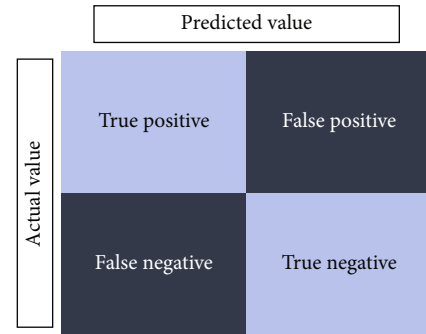 Predicted value
Actual value
True positive
False positive
False negative
True negative